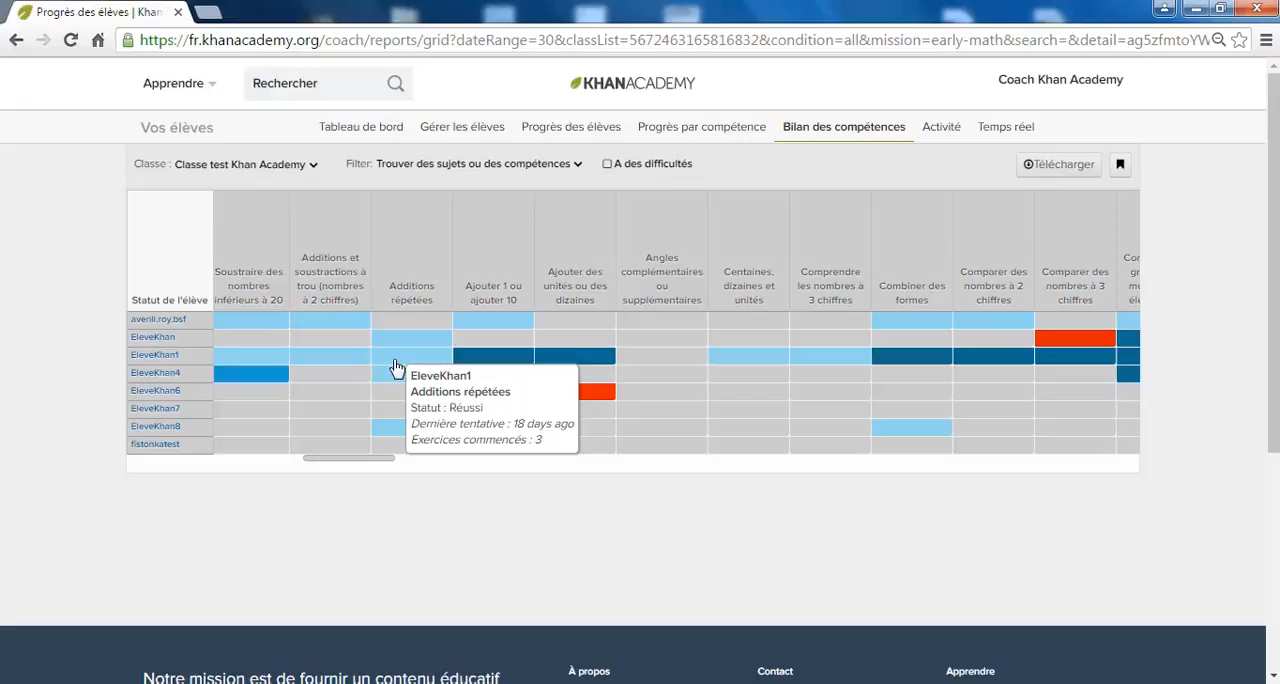 Progrès des élèves | Khan
https://fr.khanacademy.org/coach/reports/grid?dateRange=30&classList=5672463165816832&condition=all&mission=early-math&search=&detail=ag5zfmtoYW
Apprendre
Rechercher
KHANACADEMY
Coach Khan Academy
Vos élèves
Tableau de bord
Gérer les élèves
Progrès des élèves
Progrès par compétence
Bilan des compétences
Activité
Temps réel
Classe : Classe test Khan Academy
Filter: Trouver des sujets ou des compétences
A des difficultés
Télécharger
Statut de l'élève
Soustraire des
nombres
inférieurs à 20
Additions et
soustractions à
trou (nombres
à 2 chiffres)
Additions
répétées
Ajouter 1 ou
ajouter 10
Ajouter des
unités ou des
dizaines
Angles
complémentaires
ou
supplémentaires
Centaines,
dizaines et
unités
Comprendre
les nombres à
3 chiffres
Combiner des
formes
Comparer des
nombres à 2
chiffres
Comparer des
nombres à 3
chiffres
averill.roy.bsf
EleveKhan
EleveKhan1
EleveKhan4
EleveKhan6
EleveKhan7
EleveKhan8
fistonkatest
EleveKhan1
Additions répétées
Statut : Réussi
Dernière tentative : 18 days ago
Exercices commencés : 3
Notre mission est de fournir un contenu éducatif
À propos
Contact
Apprendre